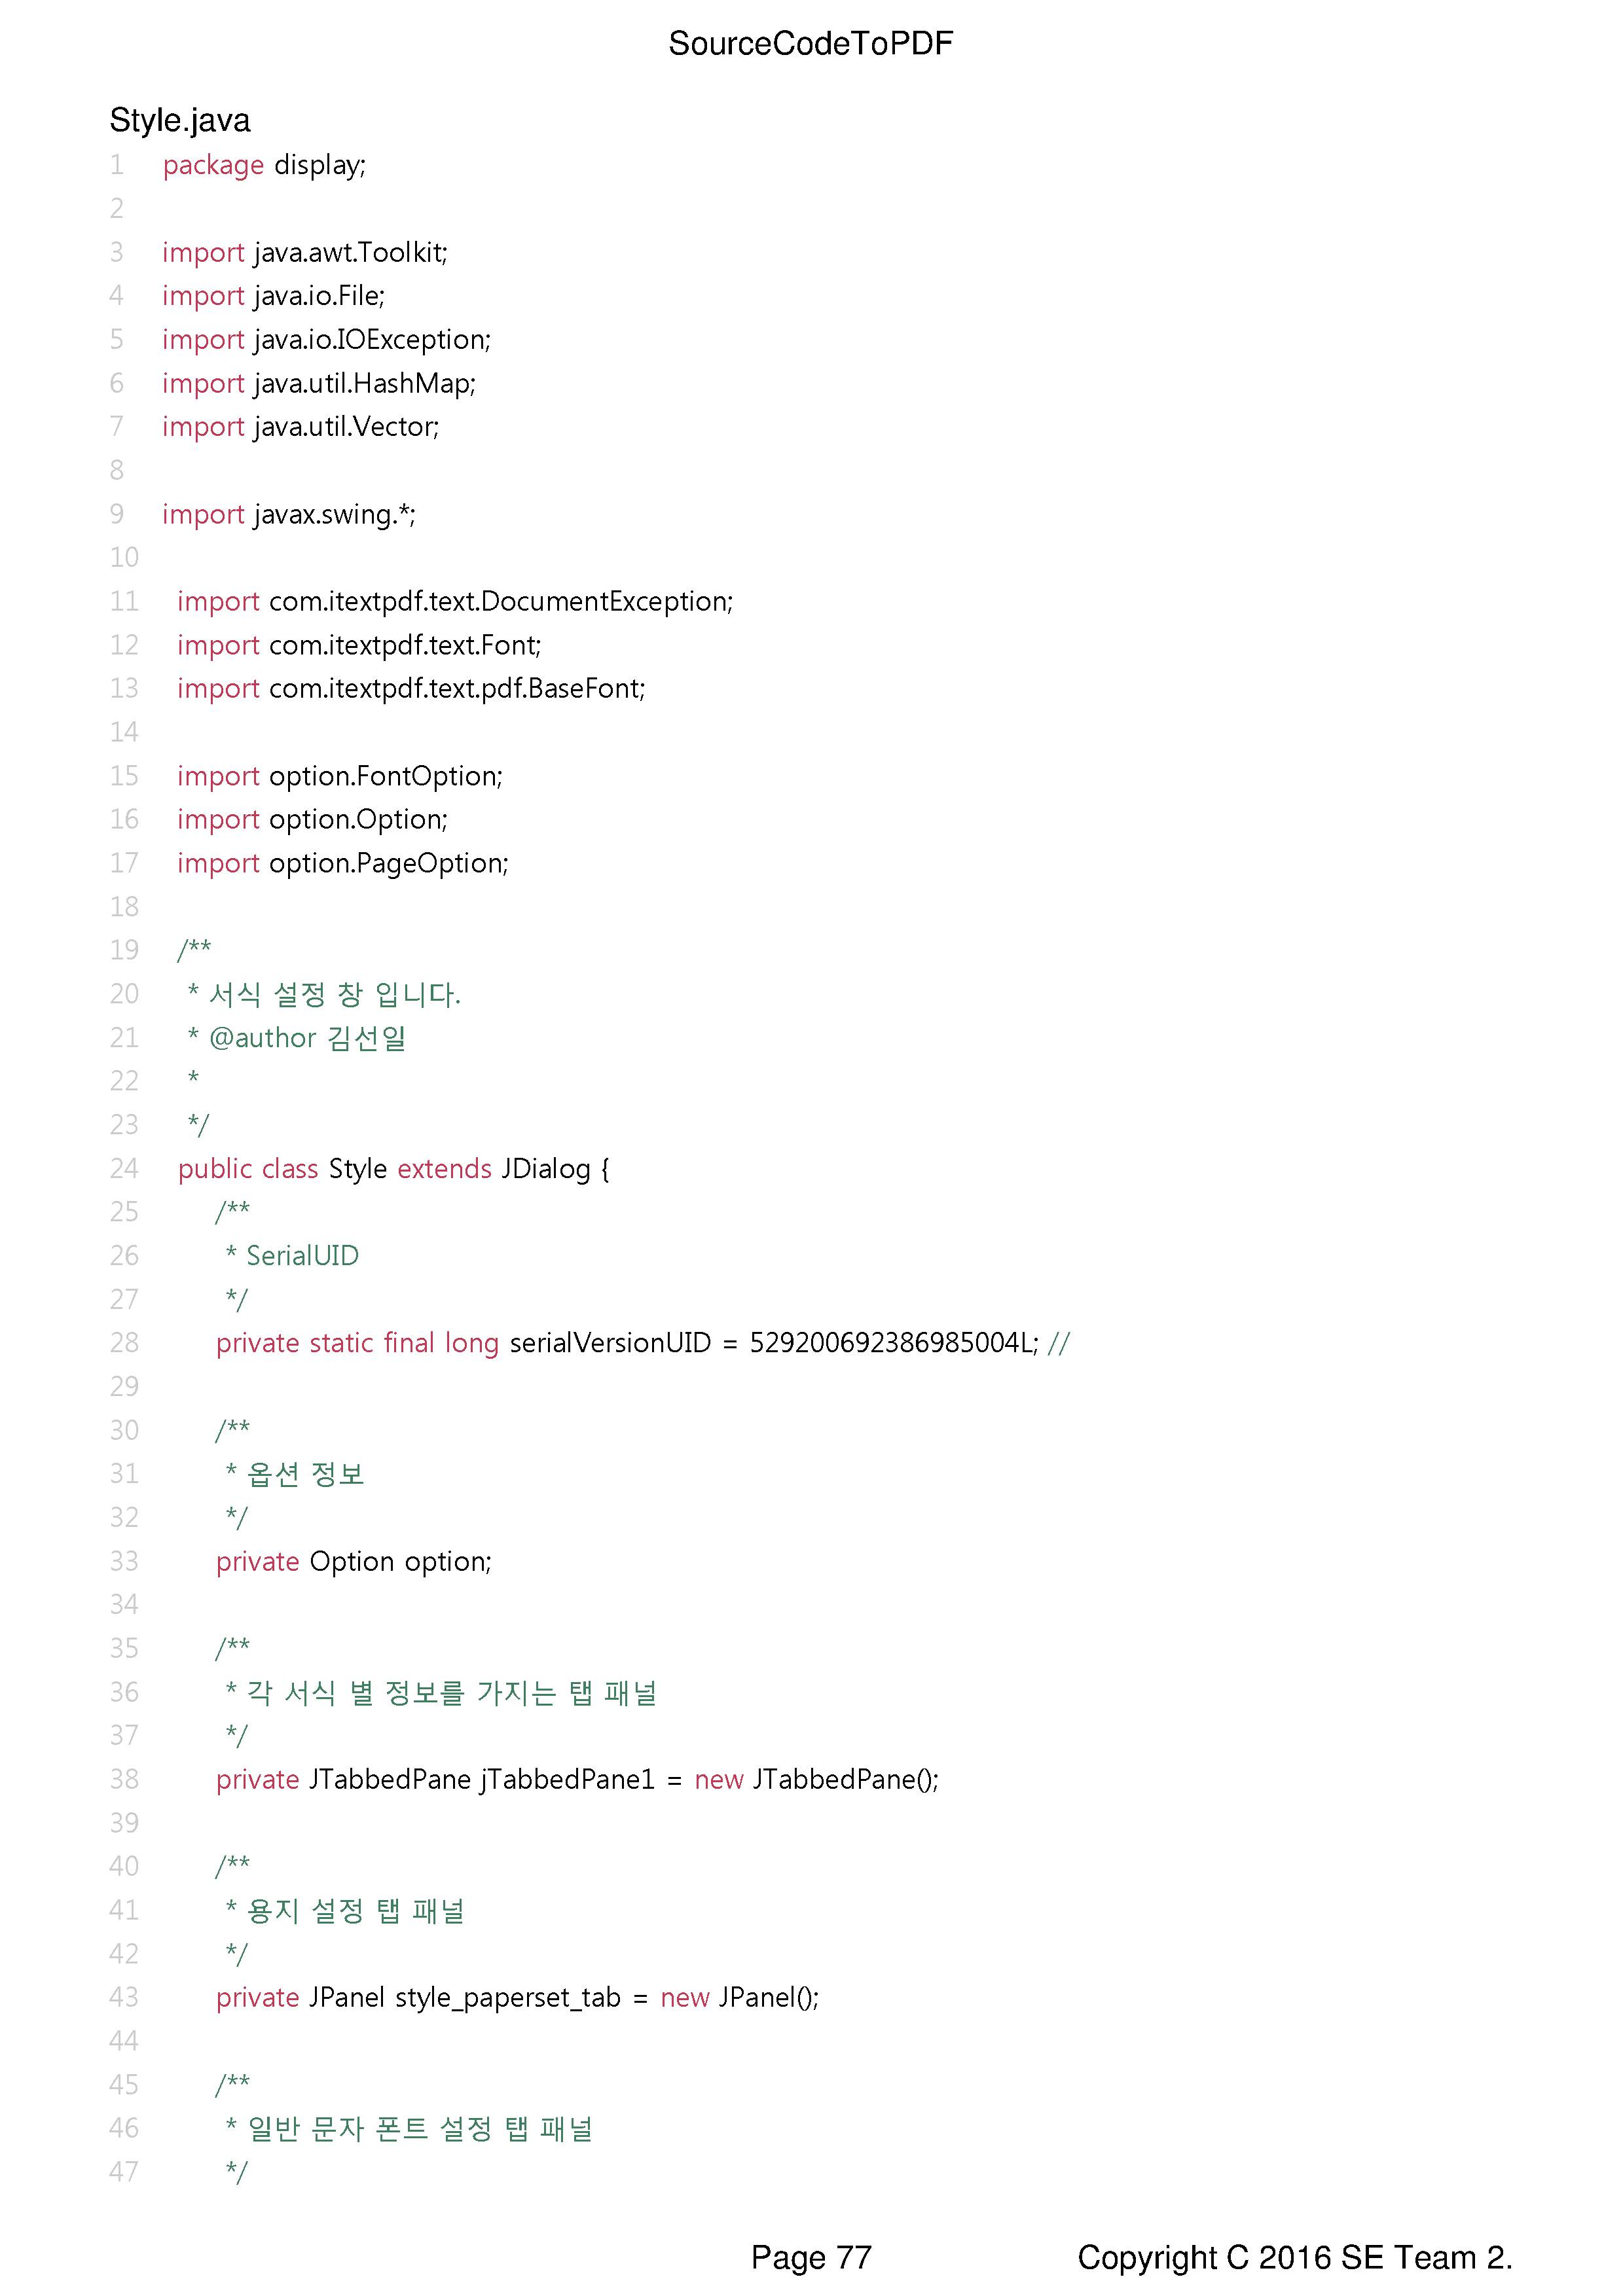 SourceCodeToPDF
Style.java
1 package display;
2
3 import java.awt.Toolkit;
4 import java.io.File;
5 import java.io.IOException;
6 import java.util.HashMap;
7 import java.util.Vector;
8
9 import javax.swing.*;
10
11 import com.itextpdf.text.DocumentException;
12 import com.itextpdf.text.Font;
13 import com.itextpdf.text.pdf.BaseFont;
14
15 import option.FontOption;
16 import option.Option;
17 import option.PageOption;
18
19 /**
20  * 서식 설정 창 입니다.
21  * @author 김선일
22  *
23  */
24 public class Style extends JDialog {
25     /**
26      * SerialUID
27      */
28     private static final long serialVersionUID = 529200692386985004L; //
29
30     /**
31      * 옵션 정보
32      */
33     private Option option;
34
35     /**
36      * 각 서식 별 정보를 가지는 탭 패널
37      */
38     private JTabbedPane jTabbedPane1 = new JTabbedPane();
39
40     /**
41      * 용지 설정 탭 패널
42      */
43     private JPanel style_paperset_tab = new JPanel();
44
45     /**
46      * 일반 문자 폰트 설정 탭 패널
47      */
Page 77 Copyright C 2016 SE Team 2.